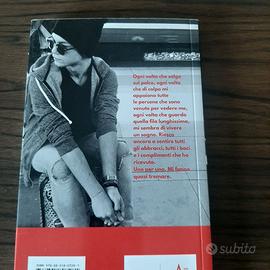 Ogni volta che salgo
sul palco, ogni volta
che di colpo mi
appaiono tutte
le persone che sono
venute per vedere me,
ogni volta che guardo
quella fila lunghissima,
mi sembra di vivere
un sogno. Riesco
ancora a sentire tutti
gli abbracci, tutti i baci
e i complimenti che ho
ricevuto.
Uno per uno. Mi fanno
quasi tremare.
subito